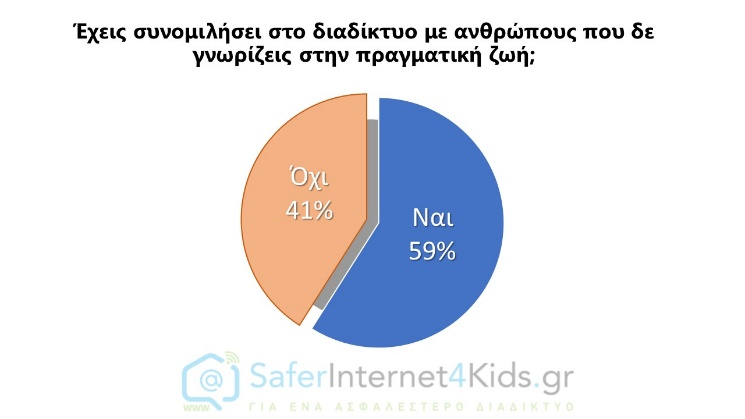 Έχεις συνομιλήσει στο διαδίκτυο με ανθρώπους που δε
γνωρίζεις στην πραγματική ζωή;
Όχι
41%
Ναι
59%
@
www
SaferInternet4Kids.gr
ΓΙΑ ΕΝΑ ΑΣΦΑΛΕΣΤΕΡΟ ΔΙΑΔΙΚΤΥΟ